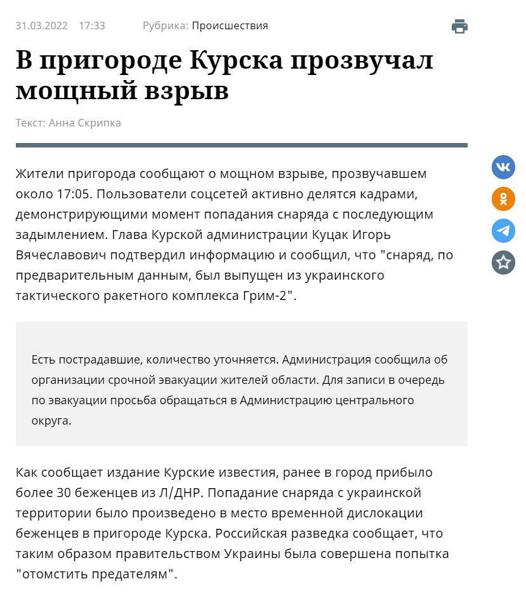 31.03.2022 17:33 Рубрика: Происшествия
В пригороде Курска прозвучал
мощный взрыв
Текст: Анна Скрипка
Жители пригорода сообщают о мощном взрыве, прозвучавшем
около 17:05. Пользователи соцсетей активно делятся кадрами,
демонстрирующими момент попадания снаряда с последующим
задымлением. Глава Курской администрации Куцак Игорь
Вячеславович подтвердил информацию и сообщил, что "снаряд, по
предварительным данным, был выпущен из украинского
тактического ракетного комплекса Грим-2".
Есть пострадавшие, количество уточняется. Администрация сообщила об
организации срочной эвакуации жителей области. Для записи в очередь
по эвакуации просьба обращаться в Администрацию центрального
округа.
Как сообщает издание Курские известия, ранее в город прибыло
более 30 беженцев из Л/ДНР. Попадание снаряда с украинской
территории было произведено в место временной дислокации
беженцев в пригороде Курска. Российская разведка сообщает, что
таким образом правительством Украины была совершена попытка
"отомстить предателям".